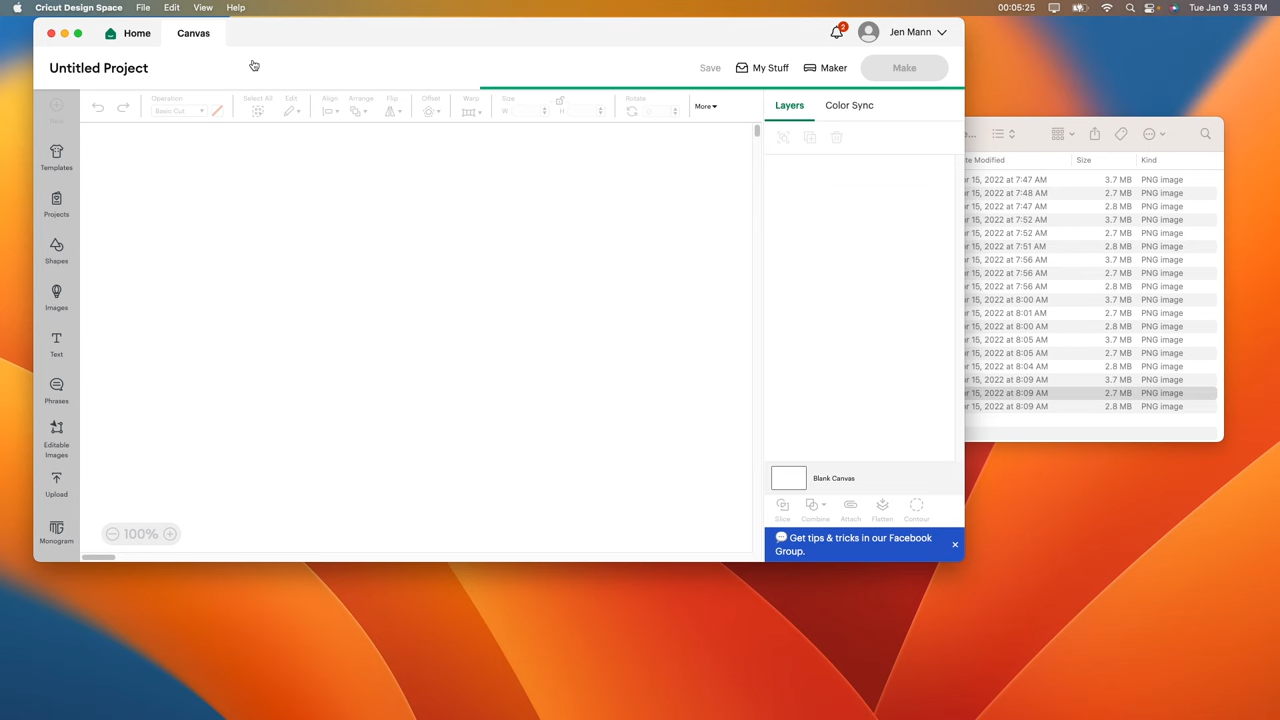 Cricut Design Space File Edit View Help
00:05:25 Tue Jan 9 3:53 PM
Home Canvas
2 Jen Mann
Untitled Project
Save My Stuff Maker Make
Operation Select All Edit Align Arrange Flip Offset Warp Size Rotate
Basic Cut W H 0 More
Layers Color Sync
New
Templates
Projects
Shapes
Images
Text
Phrases
Editable
Images
Upload
Monogram
100%
Blank Canvas
Slice Combine Attach Flatten Contour
Get tips & tricks in our Facebook
Group.
e...
te Modified Size Kind
r 15, 2022 at 7:47 AM 3.7 MB PNG image
r 15, 2022 at 7:48 AM 2.7 MB PNG image
r 15, 2022 at 7:47 AM 2.8 MB PNG image
r 15, 2022 at 7:52 AM 3.7 MB PNG image
r 15, 2022 at 7:52 AM 2.7 MB PNG image
r 15, 2022 at 7:51 AM 2.8 MB PNG image
r 15, 2022 at 7:56 AM 3.7 MB PNG image
r 15, 2022 at 7:56 AM 2.7 MB PNG image
r 15, 2022 at 7:56 AM 2.8 MB PNG image
r 15, 2022 at 8:00 AM 3.7 MB PNG image
r 15, 2022 at 8:01 AM 2.7 MB PNG image
r 15, 2022 at 8:00 AM 2.8 MB PNG image
r 15, 2022 at 8:05 AM 3.7 MB PNG image
r 15, 2022 at 8:05 AM 2.7 MB PNG image
r 15, 2022 at 8:04 AM 2.8 MB PNG image
r 15, 2022 at 8:09 AM 3.7 MB PNG image
r 15, 2022 at 8:09 AM 2.7 MB PNG image
r 15, 2022 at 8:09 AM 2.8 MB PNG image